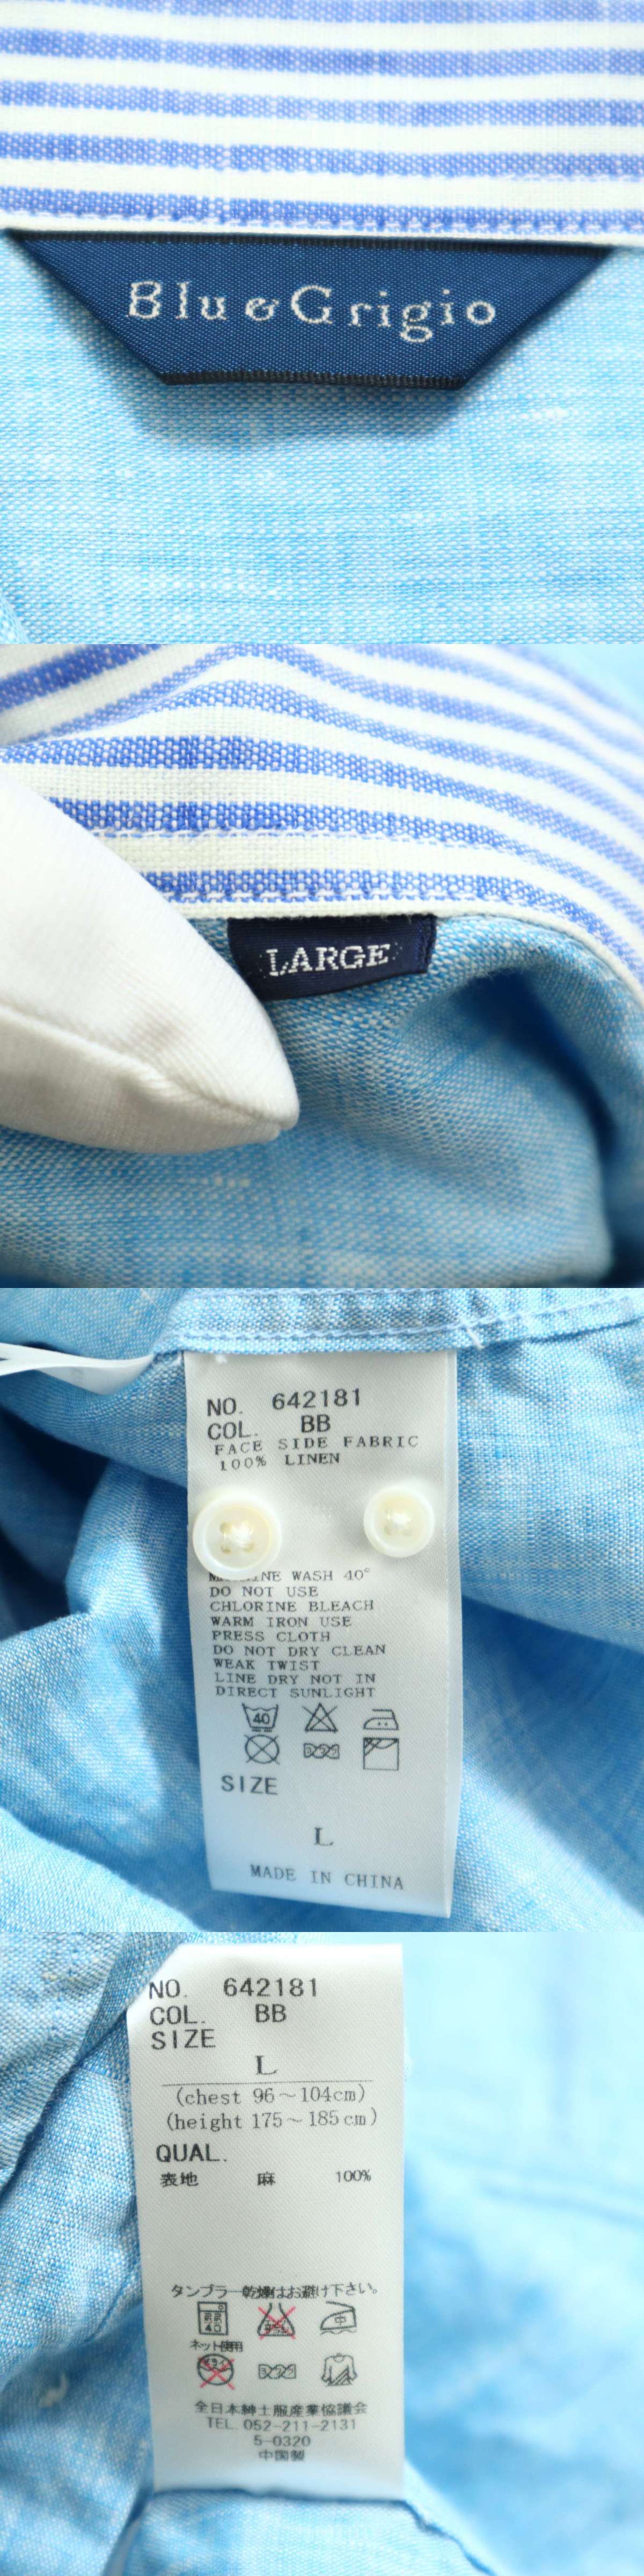 Blu&Grigio
LARGE
NO. 642181
COL. BB
FACE SIDE FABRIC
100% LINEN
MACHINE WASH 40°
DO NOT USE
CHLORINE BLEACH
WARM IRON USE
PRESS CLOTH
DO NOT DRY CLEAN
WEAK TWIST
LINE DRY NOT IN
DIRECT SUNLIGHT
40
SIZE
L
MADE IN CHINA
NO. 642181
COL. BB
SIZE
L
(chest 96~104cm)
(height 175~185cm)
QUAL.
表地 麻 100%
タンブラー乾燥はお避け下さい。
40 中
ネット使用
全日本紳士服産業協議会
TEL. 052-211-2131
5-0320
中国製